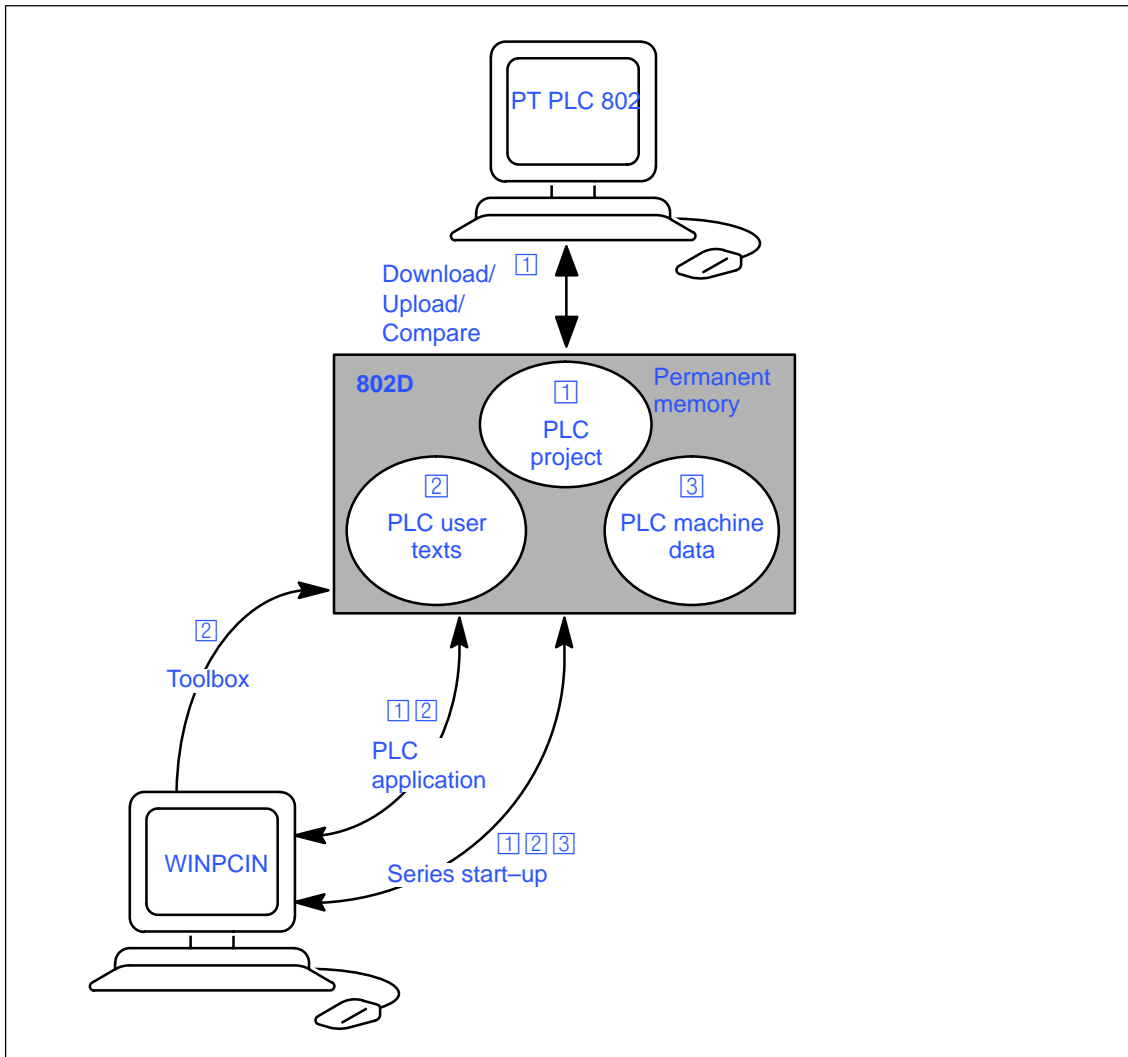 PT PLC 802
1
Download/
Upload/
Compare
802D
Permanent
memory
1
PLC
project
2
PLC user
texts
3
PLC machine
data
2
Toolbox
1 2
PLC
application
1 2 3
Series start–up
WINPCIN